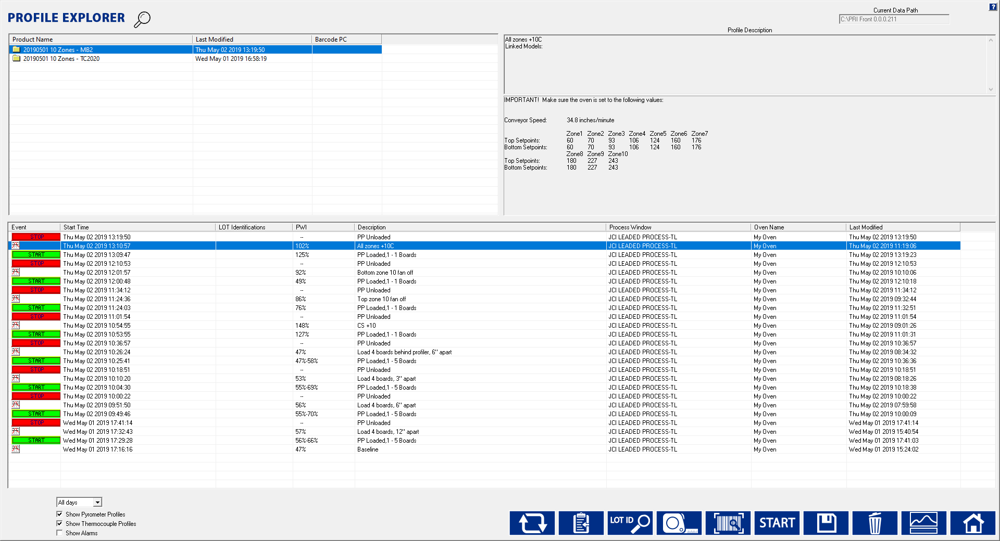 PROFILE EXPLORER
?
Current Data Path
C:\PRI Front 0.0.0.211
Product Name Last Modified Barcode PC
20190501 10 Zones - MB2 Thu May 02 2019 13:19:50
20190501 10 Zones - TC2020 Wed May 01 2019 16:58:19
Profile Description
All zones +10C
Linked Models:
IMPORTANT! Make sure the oven is set to the following values:
Conveyor Speed: 34.8 inches/minute
Zone1 Zone2 Zone3 Zone4 Zone5 Zone6 Zone7
Top Setpoints: 60 70 93 106 124 160 176
Bottom Setpoints: 60 70 93 106 124 160 176
Zone8 Zone9 Zone10
Top Setpoints: 180 227 243
Bottom Setpoints: 180 227 243
Event Start Time LOT Identifications PWI Description Process Window Oven Name Last Modified
STOP Thu May 02 2019 13:19:50 -- PP Unloaded JCI LEADED PROCESS-TL My Oven Thu May 02 2019 13:19:50
Thu May 02 2019 13:10:57 102% All zones +10C JCI LEADED PROCESS-TL My Oven Thu May 02 2019 11:19:06
START Thu May 02 2019 13:09:47 125% PP Loaded,1 - 1 Boards JCI LEADED PROCESS-TL My Oven Thu May 02 2019 13:19:23
STOP Thu May 02 2019 12:10:53 -- PP Unloaded JCI LEADED PROCESS-TL My Oven Thu May 02 2019 12:10:53
Thu May 02 2019 12:01:57 92% Bottom zone 10 fan off JCI LEADED PROCESS-TL My Oven Thu May 02 2019 10:10:06
START Thu May 02 2019 12:00:48 49% PP Loaded,1 - 1 Boards JCI LEADED PROCESS-TL My Oven Thu May 02 2019 12:10:18
STOP Thu May 02 2019 11:34:12 -- PP Unloaded JCI LEADED PROCESS-TL My Oven Thu May 02 2019 11:34:12
Thu May 02 2019 11:24:36 86% Top zone 10 fan off JCI LEADED PROCESS-TL My Oven Thu May 02 2019 09:32:44
START Thu May 02 2019 11:24:03 76% PP Loaded,1 - 1 Boards JCI LEADED PROCESS-TL My Oven Thu May 02 2019 11:32:51
STOP Thu May 02 2019 11:01:54 -- PP Unloaded JCI LEADED PROCESS-TL My Oven Thu May 02 2019 11:01:54
Thu May 02 2019 10:54:55 148% CS +10 JCI LEADED PROCESS-TL My Oven Thu May 02 2019 09:01:26
START Thu May 02 2019 10:53:55 127% PP Loaded,1 - 1 Boards JCI LEADED PROCESS-TL My Oven Thu May 02 2019 11:01:31
STOP Thu May 02 2019 10:36:57 -- PP Unloaded JCI LEADED PROCESS-TL My Oven Thu May 02 2019 10:36:57
Thu May 02 2019 10:26:24 47% Load 4 boards behind profiler, 6" apart JCI LEADED PROCESS-TL My Oven Thu May 02 2019 08:34:32
START Thu May 02 2019 10:25:41 47%-58% PP Loaded,1 - 5 Boards JCI LEADED PROCESS-TL My Oven Thu May 02 2019 10:36:36
STOP Thu May 02 2019 10:18:51 -- PP Unloaded JCI LEADED PROCESS-TL My Oven Thu May 02 2019 10:18:51
Thu May 02 2019 10:10:20 53% Load 4 boards, 3" apart JCI LEADED PROCESS-TL My Oven Thu May 02 2019 08:18:26
START Thu May 02 2019 10:04:30 55%-69% PP Loaded,1 - 5 Boards JCI LEADED PROCESS-TL My Oven Thu May 02 2019 10:18:38
STOP Thu May 02 2019 10:00:22 -- PP Unloaded JCI LEADED PROCESS-TL My Oven Thu May 02 2019 10:00:22
Thu May 02 2019 09:51:50 56% Load 4 boards, 6" apart JCI LEADED PROCESS-TL My Oven Thu May 02 2019 07:59:58
START Thu May 02 2019 09:49:46 55%-70% PP Loaded,1 - 5 Boards JCI LEADED PROCESS-TL My Oven Thu May 02 2019 10:00:09
STOP Wed May 01 2019 17:41:14 -- PP Unloaded JCI LEADED PROCESS-TL My Oven Wed May 01 2019 17:41:14
Wed May 01 2019 17:32:43 57% Load 4 boards, 12" apart JCI LEADED PROCESS-TL My Oven Wed May 01 2019 15:40:54
START Wed May 01 2019 17:29:28 56%-66% PP Loaded,1 - 5 Boards JCI LEADED PROCESS-TL My Oven Wed May 01 2019 17:41:03
Wed May 01 2019 17:16:16 47% Baseline JCI LEADED PROCESS-TL My Oven Wed May 01 2019 15:24:02
All days
Show Pyrometer Profiles
Show Thermocouple Profiles
Show Alarms
LOT ID
START